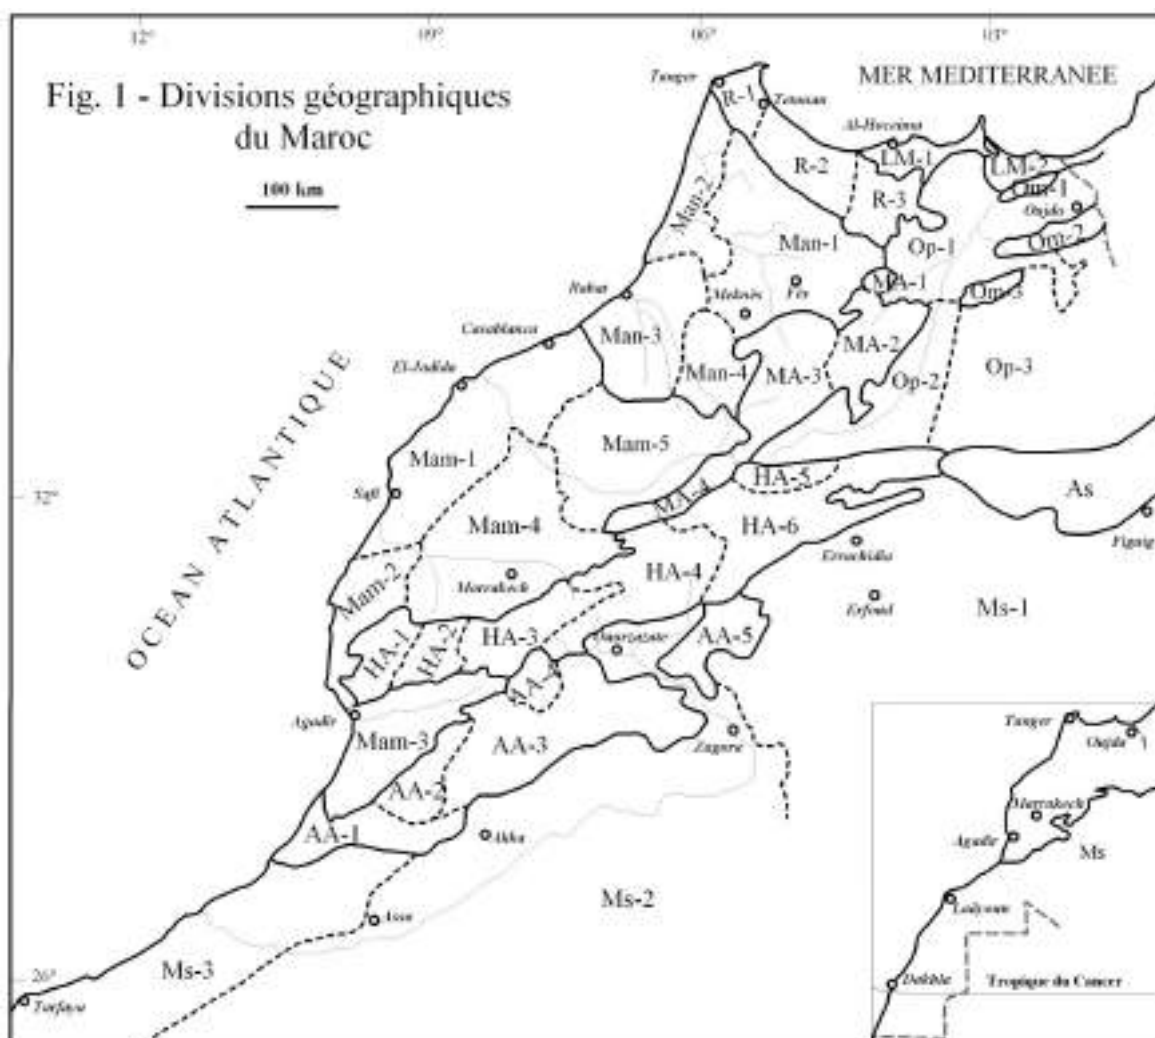 12°
09°
06°
03°
Fig. 1 - Divisions géographiques
du Maroc
100 km
MER MEDITERRANEE
OCEAN ATLANTIQUE
Tanger
R-1
Al-Hoceima
LM-1
LM-2
R-2
R-3
Om-1
Oujda
Om-2
Man-2
Man-1
Op-1
MA-1
Om-3
Rabat
Meknès
Fès
Casablanca
Man-3
MA-2
El-Jadida
Man-4
MA-3
Op-2
Op-3
Mam-5
Mam-1
HA-5
32°
Safi
MA-4
As
Mam-4
HA-6
Figuig
Errachidia
Mam-2
Marrakech
HA-4
Erfoud
Ms-1
HA-1
HA-2
HA-3
Ouarzazate
AA-5
Agadir
Mam-3
AA-3
Zagora
AA-2
AA-1
Akka
Assa
Ms-2
Ms-3
26°
Tarfaya
Tanger
Oujda
Marrakech
Agadir
Ms
Laâyoun
Dakhla
Tropique du Cancer